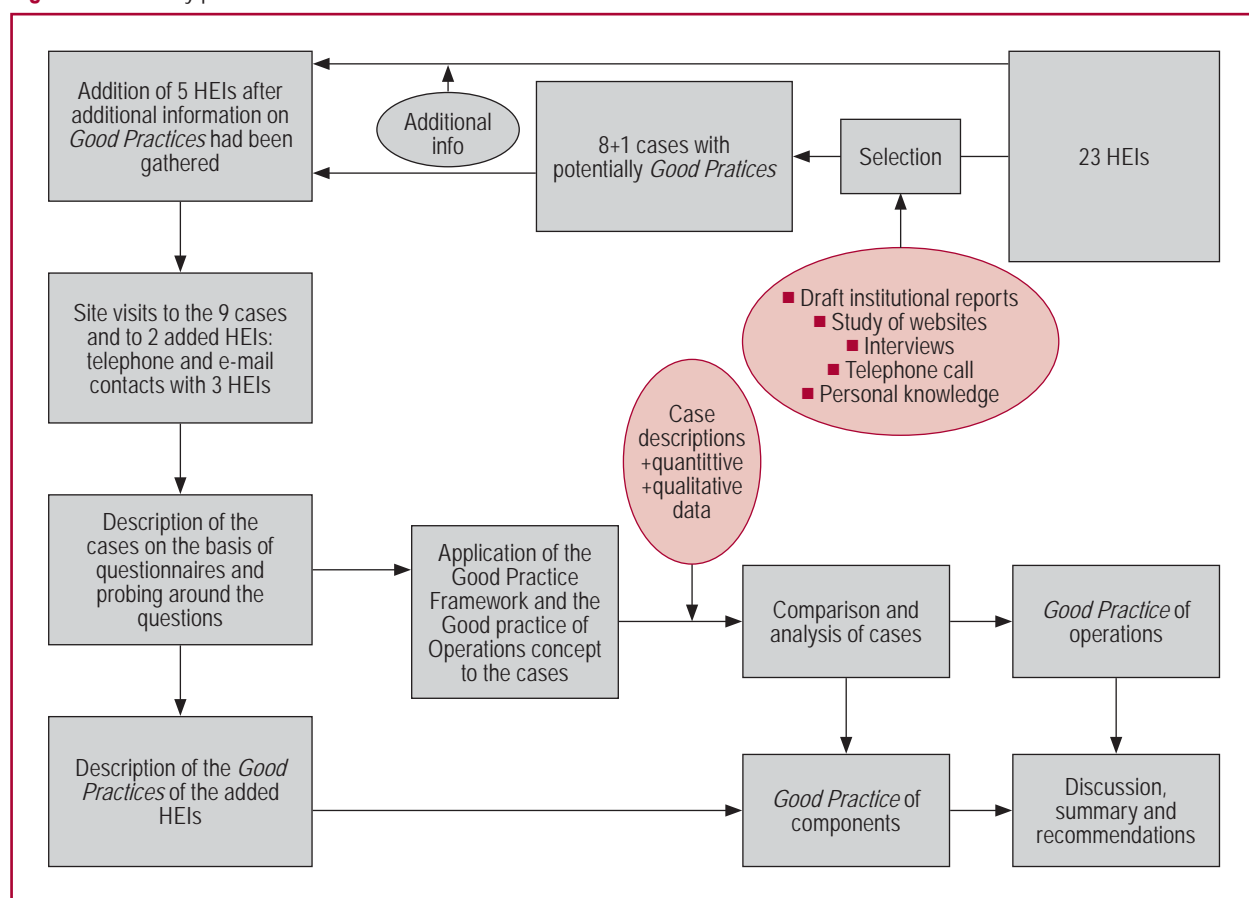 Addition of 5 HEIs after
additional information on
Good Practices had been
gathered
Additional
info
8+1 cases with
potentially Good Pratices
Selection
23 HEIs
■ Draft institutional reports
■ Study of websites
■ Interviews
■ Telephone call
■ Personal knowledge
Site visits to the 9 cases
and to 2 added HEIs:
telephone and e-mail
contacts with 3 HEIs
Case
descriptions
+quantittive
+qualitative
data
Description of the
cases on the basis of
questionnaires and
probing around the
questions
Application of the
Good Practice
Framework and the
Good practice of
Operations concept
to the cases
Comparison and
analysis of cases
Good Practice of
operations
Description of the Good
Practices of the added
HEIs
Good Practice of
components
Discussion,
summary and
recommendations